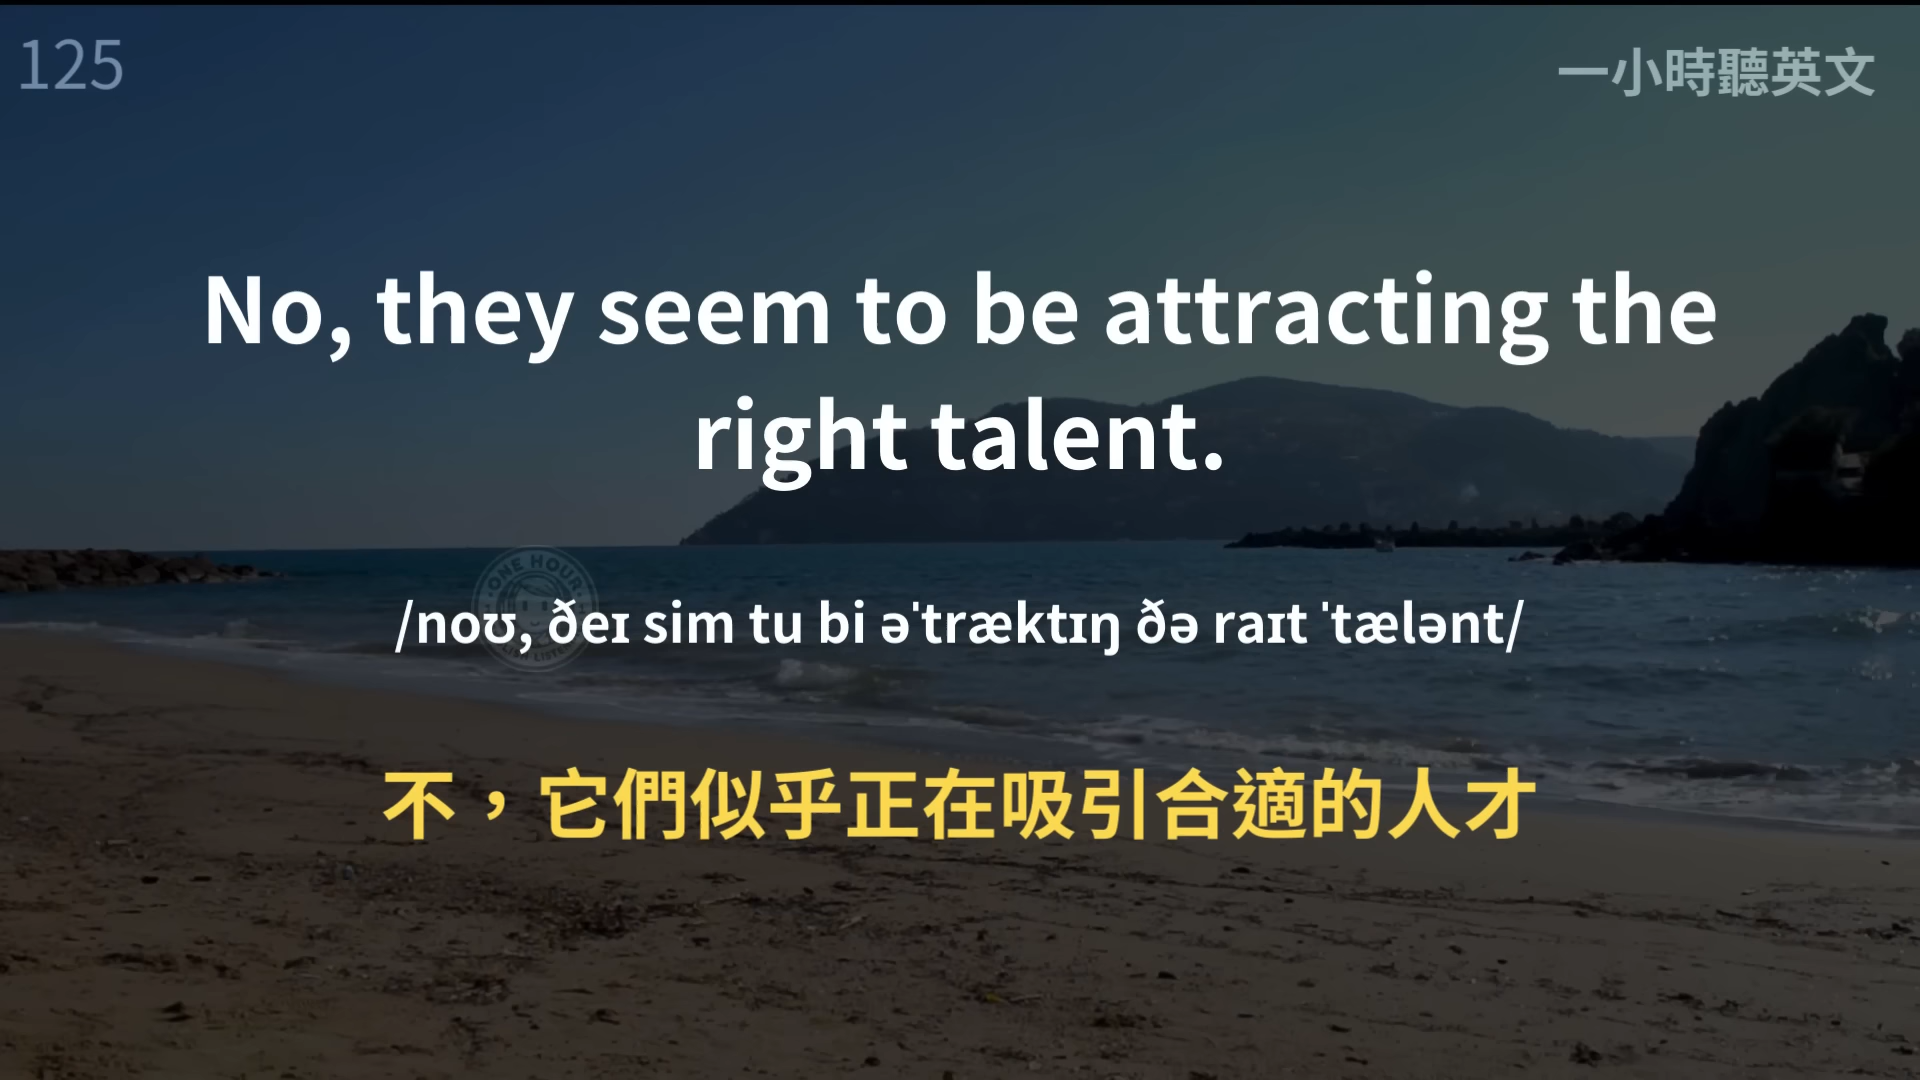 125
一小時聽英文
No, they seem to be attracting the
right talent.
ONE HOUR
/noʊ, ðeɪ sim tu bi əˈtræktɪŋ ðə raɪt ˈtælənt/
不，它們似乎正在吸引合適的人才